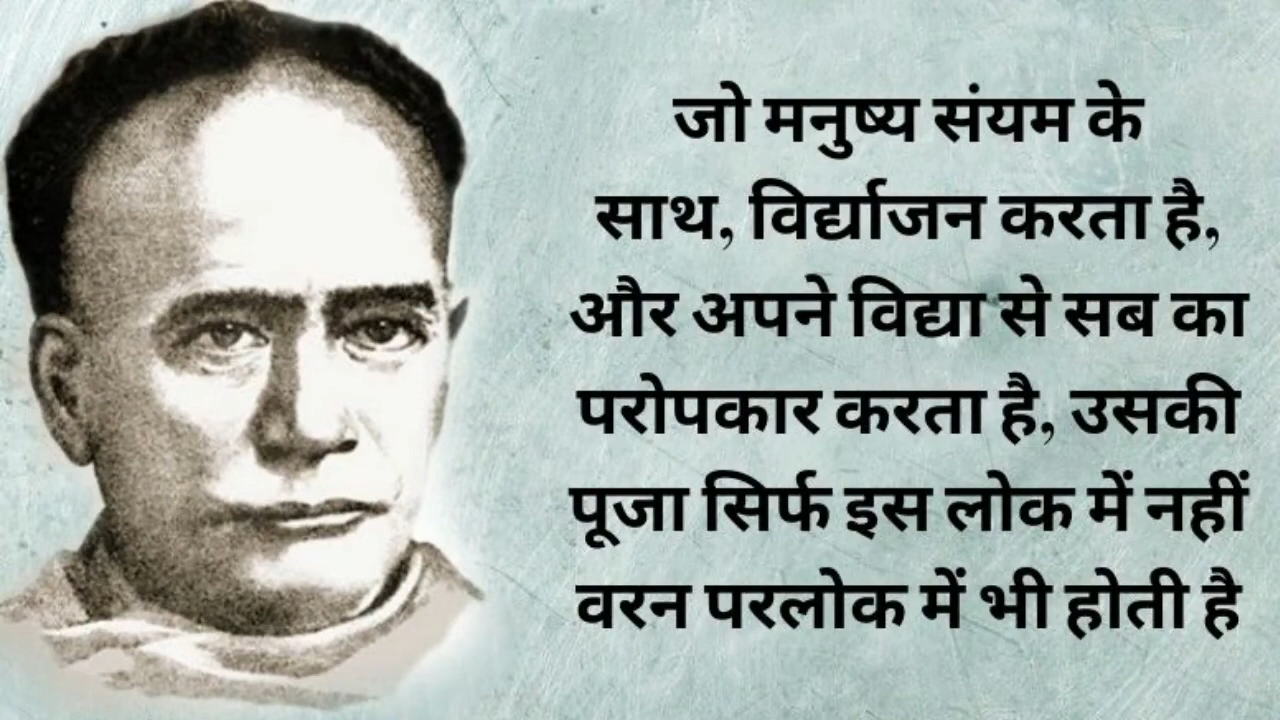 जो मनुष्य संयम के
साथ, विर्द्याजन करता है,
और अपने विद्या से सब का
परोपकार करता है, उसकी
पूजा सिर्फ इस लोक में नहीं
वरन परलोक में भी होती है